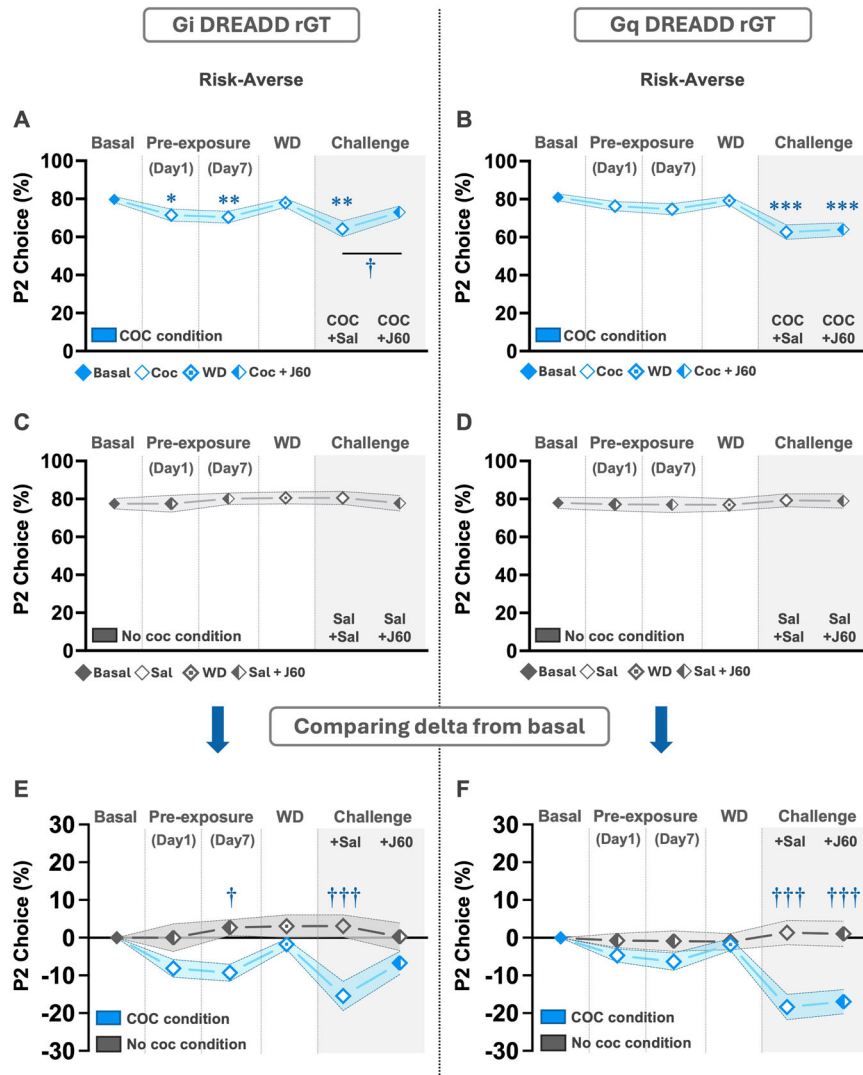 Gi DREADD rGT
Gq DREADD rGT
Risk-Averse
Risk-Averse
A
Basal Pre-exposure WD Challenge
(Day1) (Day7)
P2 Choice (%)
100
80
60
40
20
0
* ** **
†
COC +Sal
COC +J60
COC condition
Basal Coc WD Coc + J60
B
Basal Pre-exposure WD Challenge
(Day1) (Day7)
P2 Choice (%)
100
80
60
40
20
0
*** ***
COC +Sal
COC +J60
COC condition
Basal Coc WD Coc + J60
C
Basal Pre-exposure WD Challenge
(Day1) (Day7)
P2 Choice (%)
100
80
60
40
20
0
Sal +Sal
Sal +J60
No coc condition
Basal Sal WD Sal + J60
D
Basal Pre-exposure WD Challenge
(Day1) (Day7)
P2 Choice (%)
100
80
60
40
20
0
Sal +Sal
Sal +J60
No coc condition
Basal Sal WD Sal + J60
Comparing delta from basal
E
Basal Pre-exposure WD Challenge
(Day1) (Day7) +Sal +J60
P2 Choice (%)
30
20
10
0
-10
-20
-30
† †††
COC condition
No coc condition
F
Basal Pre-exposure WD Challenge
(Day1) (Day7) +Sal +J60
P2 Choice (%)
30
20
10
0
-10
-20
-30
††† †††
COC condition
No coc condition